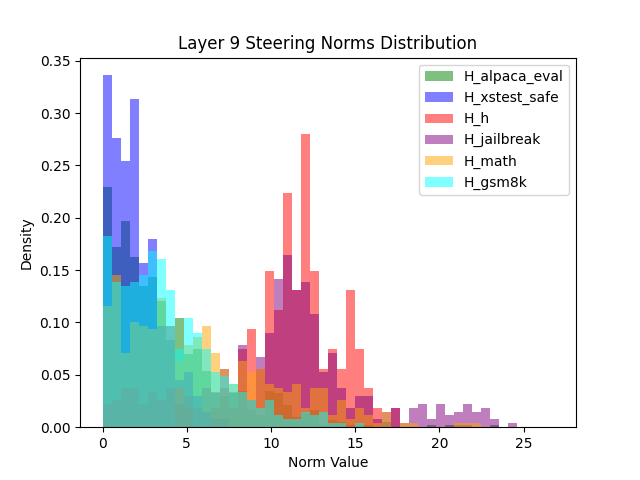 Layer 9 Steering Norms Distribution
0.35
0.30
0.25
0.20
0.15
0.10
0.05
0.00
Density
0 5 10 15 20 25
Norm Value
H_alpaca_eval
H_xstest_safe
H_h
H_jailbreak
H_math
H_gsm8k